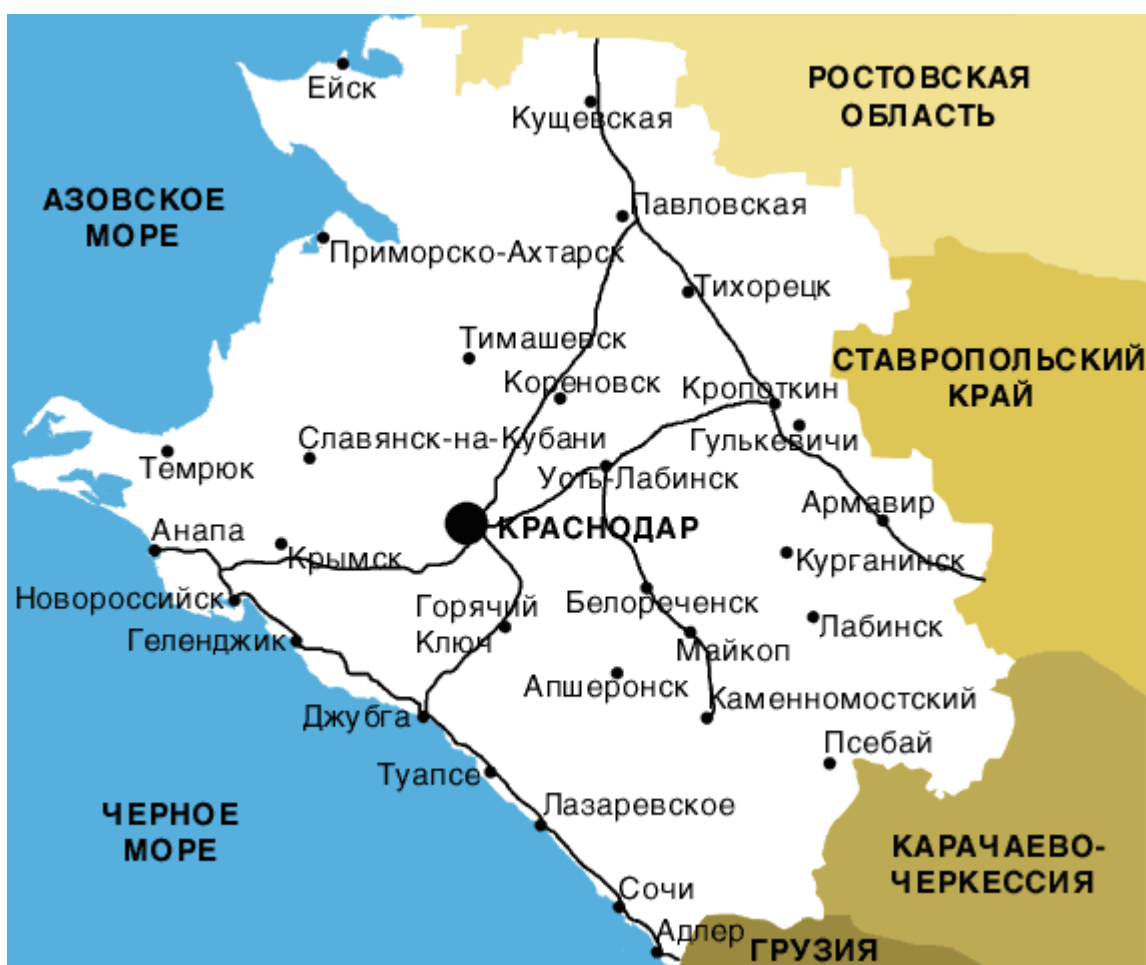 Ейск
РОСТОВСКАЯ
ОБЛАСТЬ
Кущевская
АЗОВСКОЕ
МОРЕ
Павловская
Приморско-Ахтарск
Тихорецк
Тимашевск
СТАВРОПОЛЬСКИЙ
КРАЙ
Кореновск
Кропоткин
Славянск-на-Кубани
Гулькевичи
Темрюк
Усть-Лабинск
Армавир
Анапа
КРАСНОДАР
Крымск
Курганинск
Новороссийск
Белореченск
Горячий
Ключ
Лабинск
Геленджик
Майкоп
Апшеронск
Каменномостский
Джубга
Псебай
Туапсе
Лазаревское
ЧЕРНОЕ
МОРЕ
КАРАЧАЕВО-
ЧЕРКЕССИЯ
Сочи
Адлер
ГРУЗИЯ